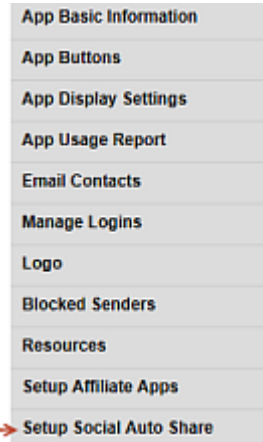 App Basic Information
App Buttons
App Display Settings
App Usage Report
Email Contacts
Manage Logins
Logo
Blocked Senders
Resources
Setup Affiliate Apps
Setup Social Auto Share